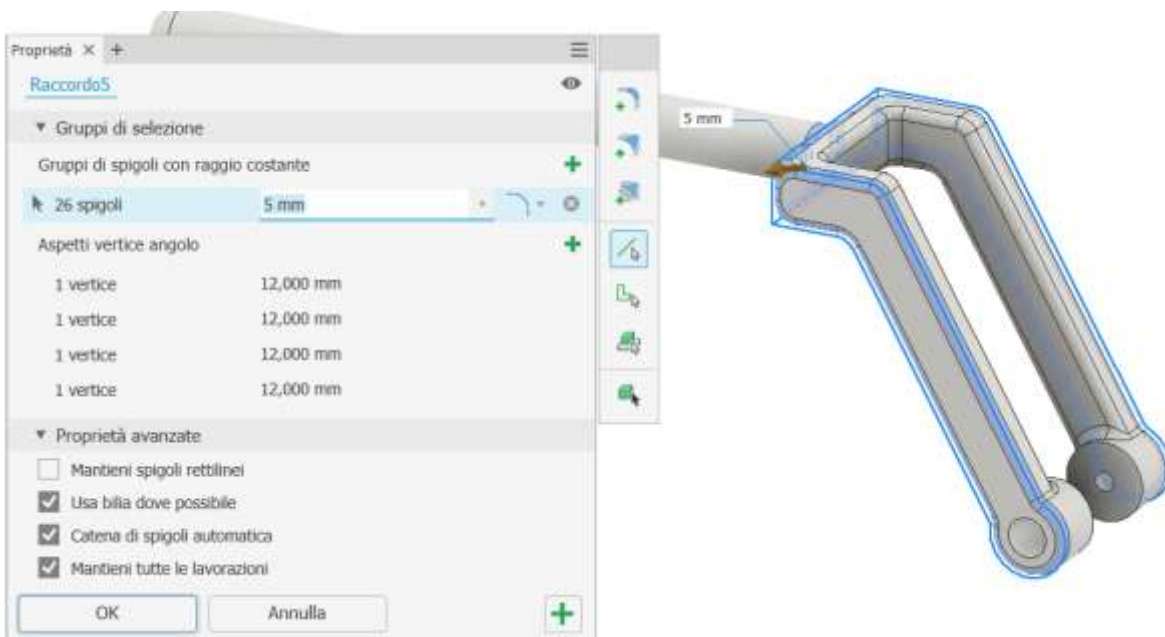 Proprietà × +
Raccordo5
Gruppi di selezione
Gruppi di spigoli con raggio costante
26 spigoli 5 mm
Aspetti vertice angolo
1 vertice 12,000 mm
1 vertice 12,000 mm
1 vertice 12,000 mm
1 vertice 12,000 mm
Proprietà avanzate
Mantieni spigoli rettilinei
Usa bilia dove possibile
Catena di spigoli automatica
Mantieni tutte le lavorazioni
OK Annulla
5 mm